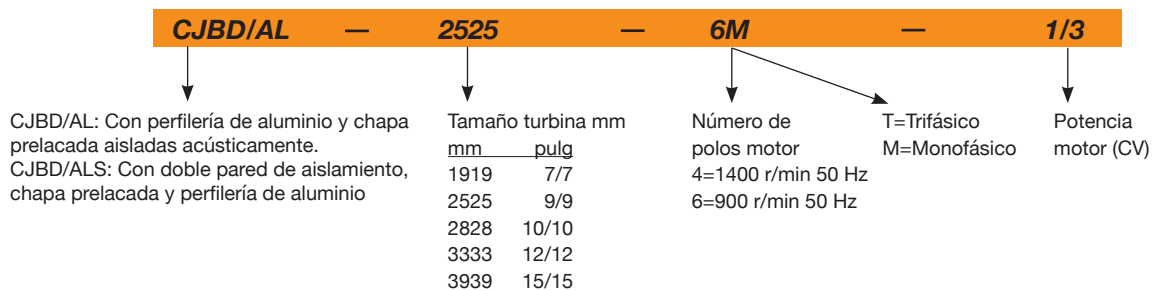 CJBD/AL — 2525 — 6M — 1/3
CJBD/AL: Con perfilería de aluminio y chapa
prelacada aisladas acústicamente.
CJBD/ALS: Con doble pared de aislamiento,
chapa prelacada y perfilería de aluminio
Tamaño turbina mm
mm pulg
1919 7/7
2525 9/9
2828 10/10
3333 12/12
3939 15/15
Número de
polos motor
4=1400 r/min 50 Hz
6=900 r/min 50 Hz
T=Trifásico
M=Monofásico
Potencia
motor (CV)